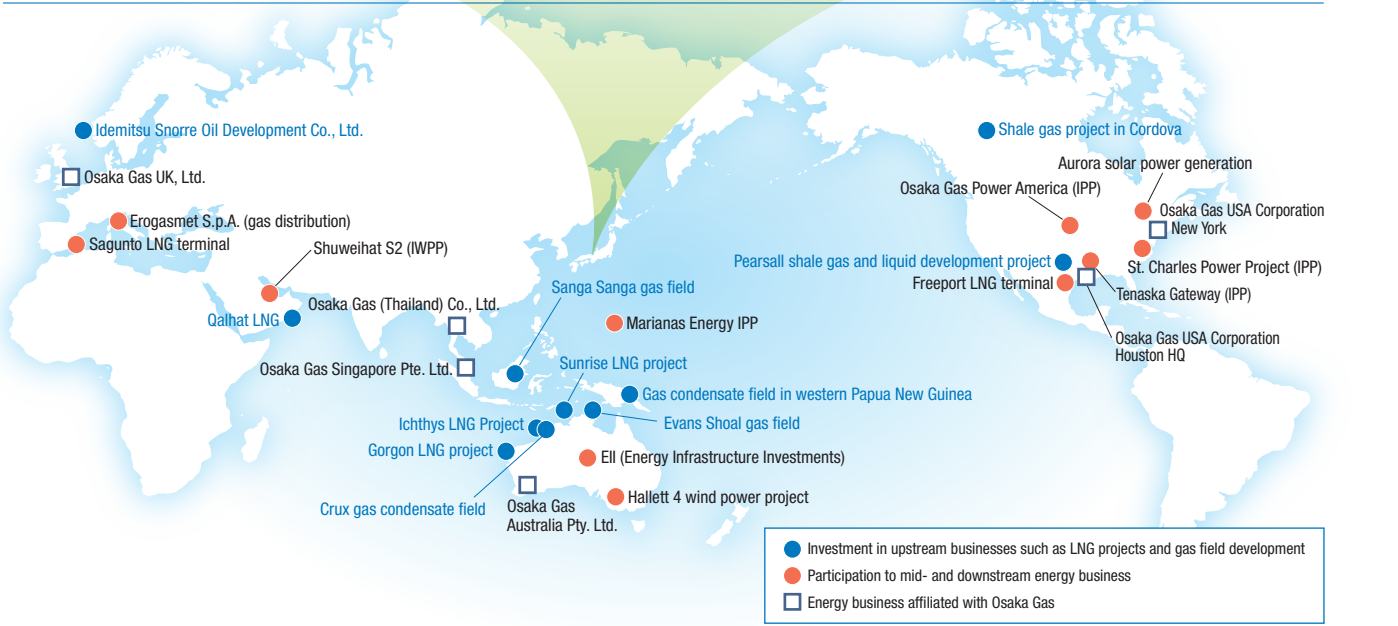 Idemitsu Snorre Oil Development Co., Ltd.
Osaka Gas UK, Ltd.
Erogasmet S.p.A. (gas distribution)
Sagunto LNG terminal
Shuweihat S2 (IWPP)
Qalhat LNG
Osaka Gas (Thailand) Co., Ltd.
Osaka Gas Singapore Pte. Ltd.
Sanga Sanga gas field
Marianas Energy IPP
Sunrise LNG project
Gas condensate field in western Papua New Guinea
Evans Shoal gas field
Ichthys LNG Project
Gorgon LNG project
Crux gas condensate field
EII (Energy Infrastructure Investments)
Hallett 4 wind power project
Osaka Gas
Australia Pty. Ltd.
Shale gas project in Cordova
Aurora solar power generation
Osaka Gas Power America (IPP)
Osaka Gas USA Corporation
New York
Pearsall shale gas and liquid development project
St. Charles Power Project (IPP)
Freeport LNG terminal
Tenaska Gateway (IPP)
Osaka Gas USA Corporation
Houston HQ
Investment in upstream businesses such as LNG projects and gas field development
Participation to mid- and downstream energy business
Energy business affiliated with Osaka Gas